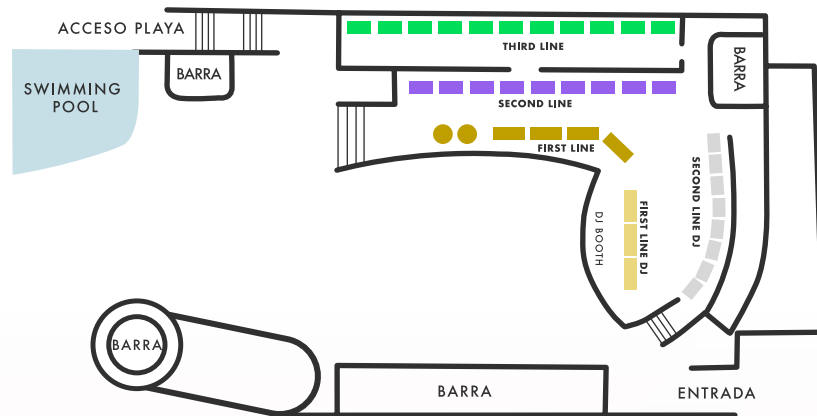 ACCESO PLAYA
THIRD LINE
BARRA
BARRA
SWIMMING
POOL
SECOND LINE
FIRST LINE
SECOND LINE DJ
FIRST LINE DJ
DJ BOOTH
BARRA
BARRA
ENTRADA